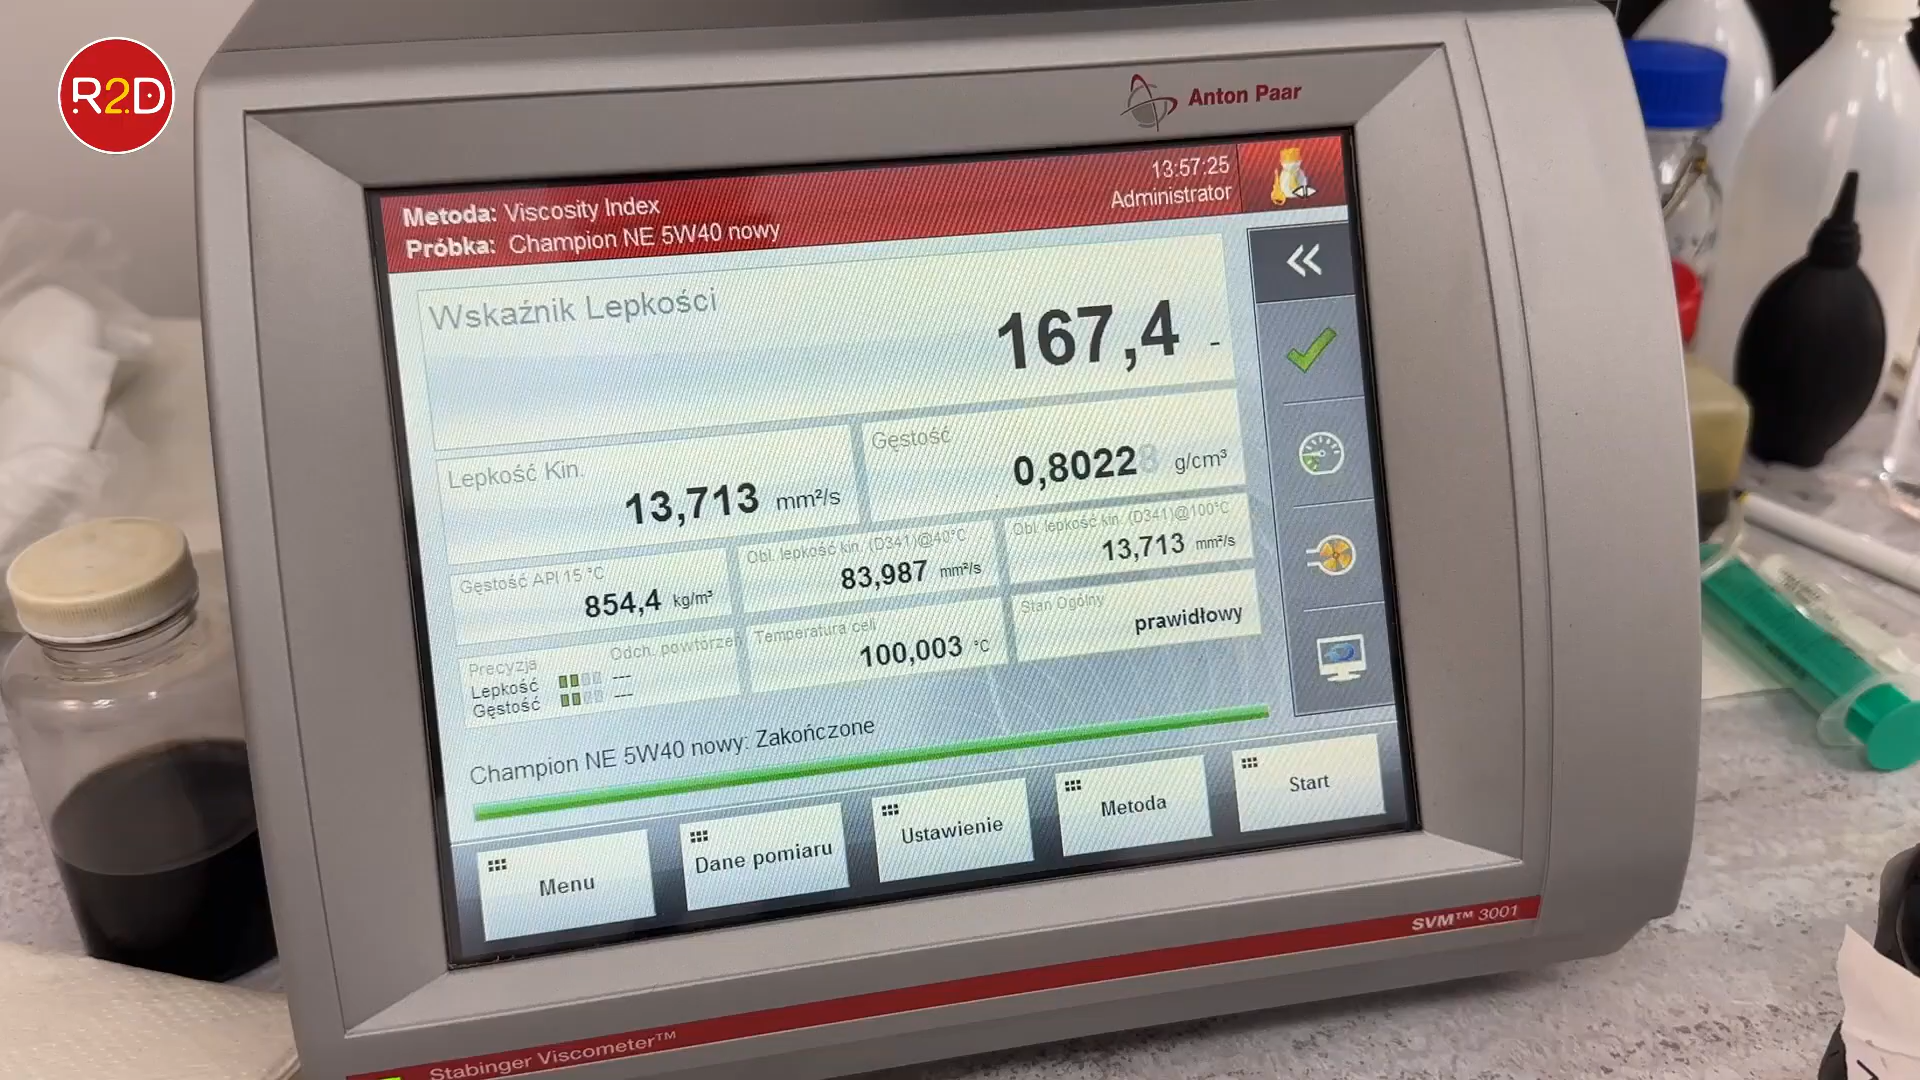 R2D
Anton Paar
Metoda: Viscosity Index
Próbka: Champion NE 5W40 nowy
13:57:25
Administrator
Wskaźnik Lepkości
167,4 -
Lepkość Kin.
13,713 mm²/s
Gęstość
0,80228 g/cm³
Gęstość API 15 °C
854,4 kg/m³
Obl. lepkość kin. (D341)@40°C
83,987 mm²/s
Obl. lepkość kin. (D341)@100°C
13,713 mm²/s
Precyzja
Odch. powtórzeń
Lepkość ---
Gęstość ---
Temperatura celi
100,003 °C
Stan Ogólny
prawidłowy
Champion NE 5W40 nowy: Zakończone
Menu
Dane pomiaru
Ustawienie
Metoda
Start
SVM™ 3001
Stabinger Viscometer™